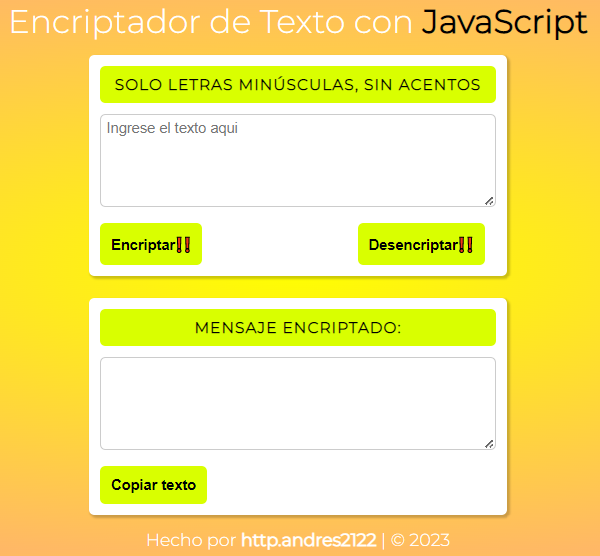 Encriptador de Texto con JavaScript
SOLO LETRAS MINÚSCULAS, SIN ACENTOS
Ingrese el texto aqui
Encriptar‼️ Desencriptar‼️
MENSAJE ENCRIPTADO:
Copiar texto
Hecho por http.andres2122 | © 2023